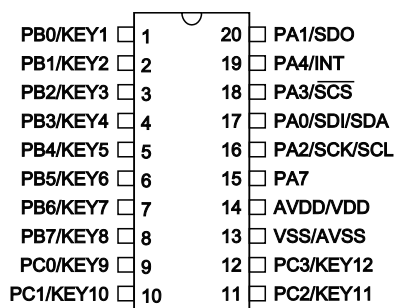 PB0/KEY1 1 20 PA1/SDO
PB1/KEY2 2 19 PA4/INT
PB2/KEY3 3 18 PA3/SCS
PB3/KEY4 4 17 PA0/SDI/SDA
PB4/KEY5 5 16 PA2/SCK/SCL
PB5/KEY6 6 15 PA7
PB6/KEY7 7 14 AVDD/VDD
PB7/KEY8 8 13 VSS/AVSS
PC0/KEY9 9 12 PC3/KEY12
PC1/KEY10 10 11 PC2/KEY11